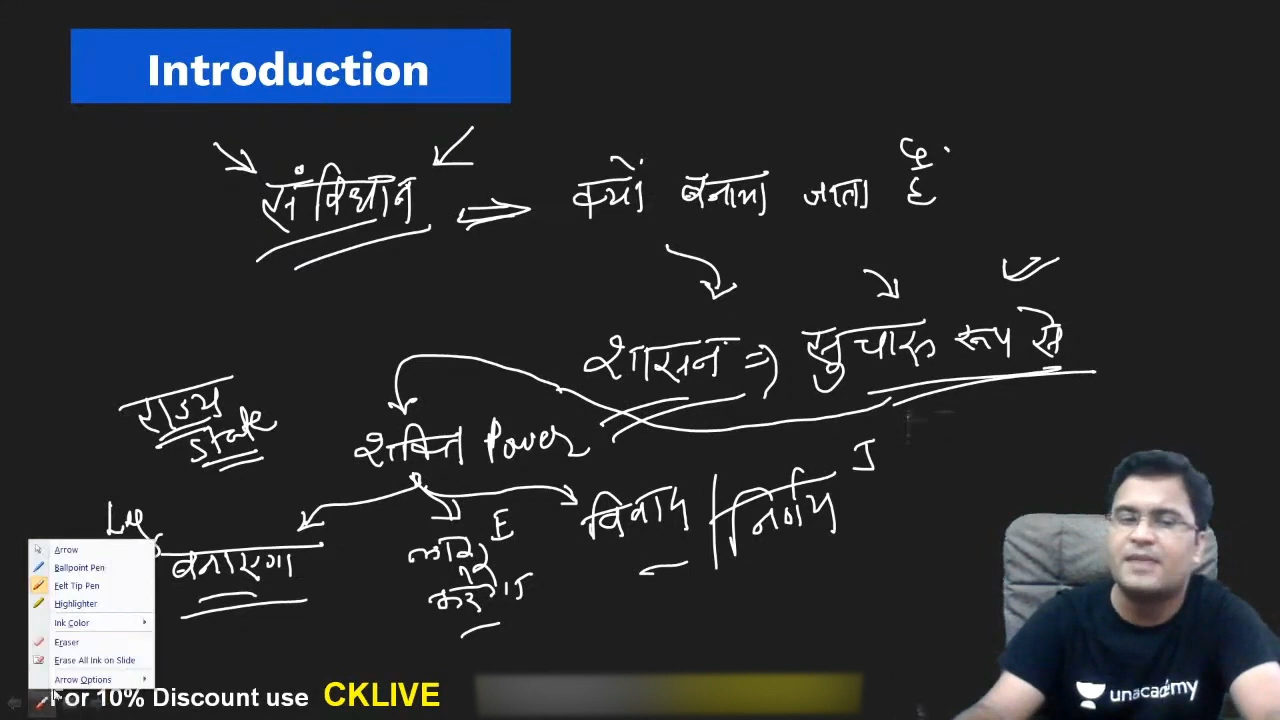 Introduction
संविधान ⇒ क्यों बनाया जाता है
शासन ⇒ सुचारू रूप से
राज्य
State
शक्ति Power
विवाद / निर्णय J
E
Leg
बनाएगा
लागू
करेगा
Arrow
Ballpoint Pen
Felt Tip Pen
Highlighter
Ink Color
Eraser
Erase All Ink on Slide
Arrow Options
For 10% Discount use CKLIVE
unacademy